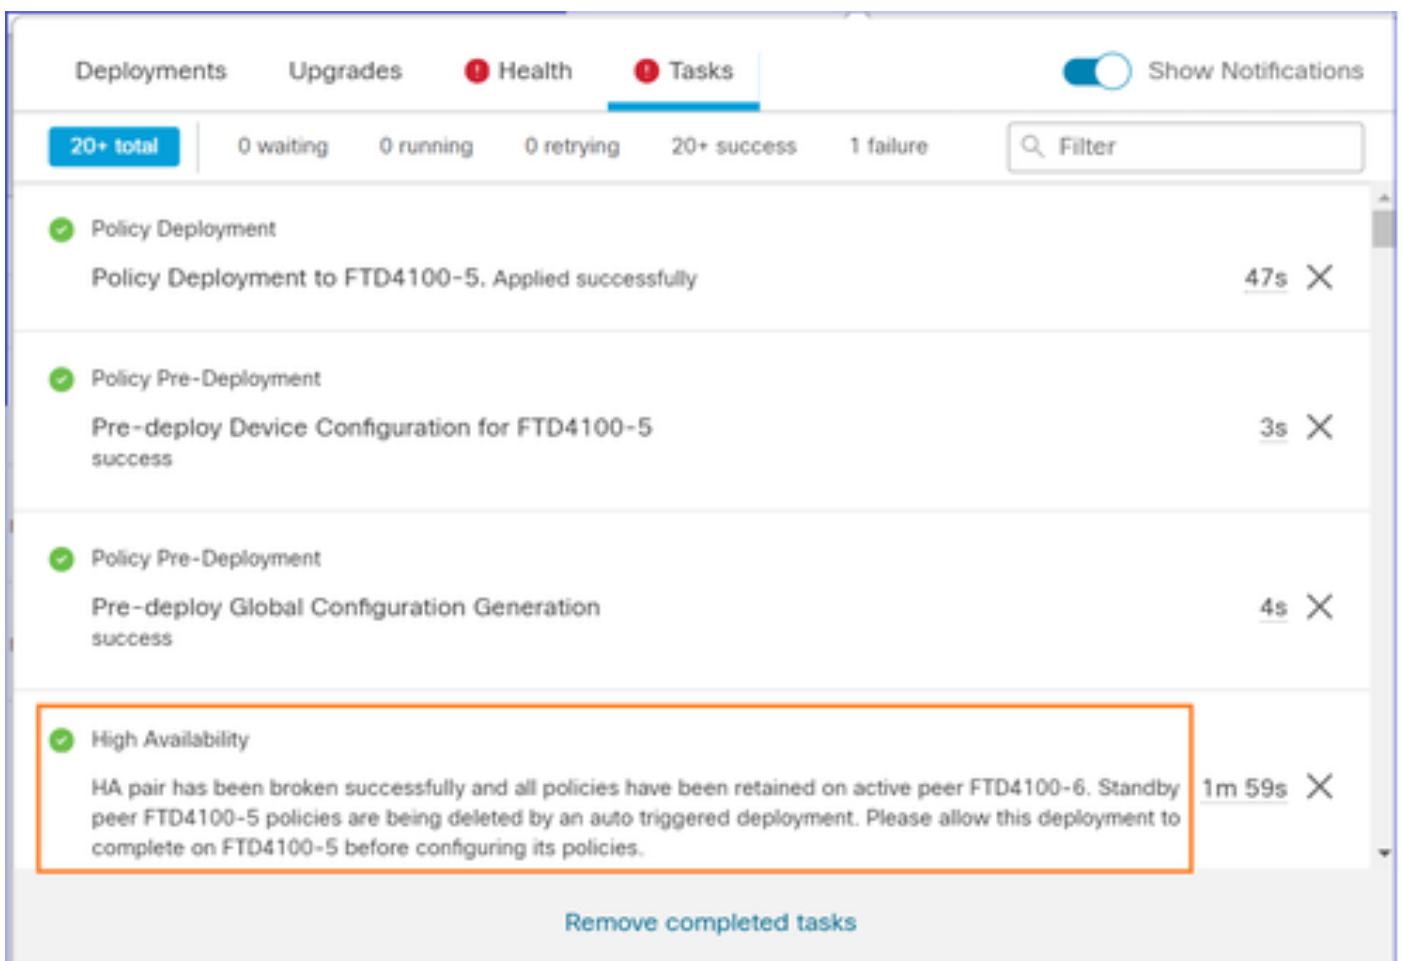 Deployments Upgrades Health Tasks Show Notifications
20+ total 0 waiting 0 running 0 retrying 20+ success 1 failure Filter
Policy Deployment
Policy Deployment to FTD4100-5. Applied successfully 47s
Policy Pre-Deployment
Pre-deploy Device Configuration for FTD4100-5 3s
success
Policy Pre-Deployment
Pre-deploy Global Configuration Generation 4s
success
High Availability
HA pair has been broken successfully and all policies have been retained on active peer FTD4100-6. Standby 1m 59s
peer FTD4100-5 policies are being deleted by an auto triggered deployment. Please allow this deployment to
complete on FTD4100-5 before configuring its policies.
Remove completed tasks